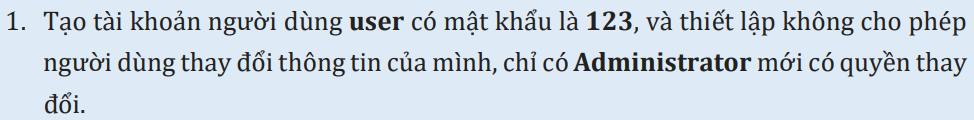 1. Tạo tài khoản người dùng user có mật khẩu là 123, và thiết lập không cho phép
người dùng thay đổi thông tin của mình, chỉ có Administrator mới có quyền thay
đổi.